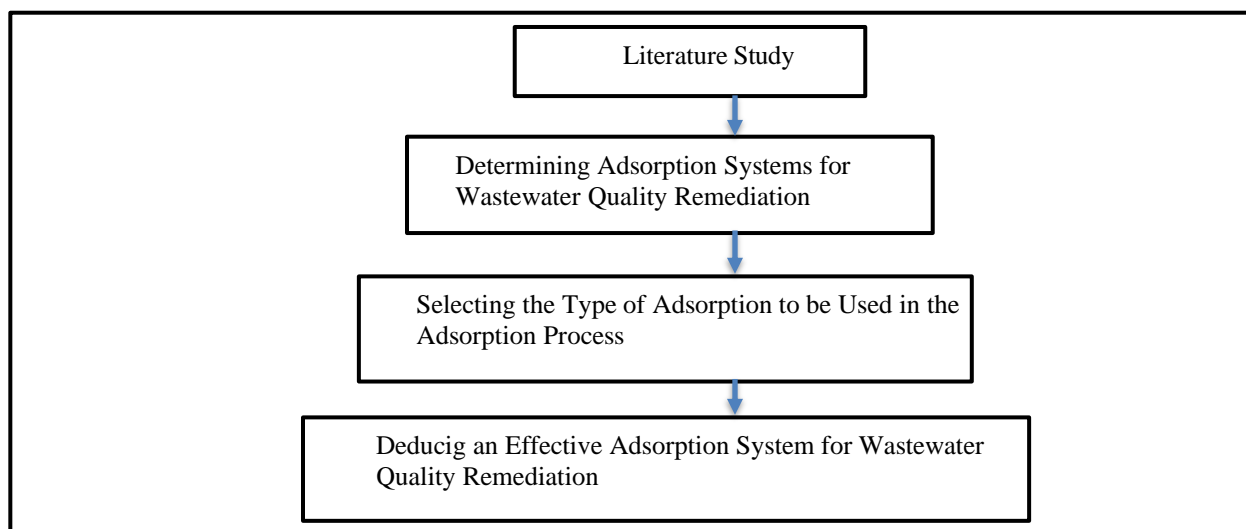 Literature Study
Determining Adsorption Systems for
Wastewater Quality Remediation
Selecting the Type of Adsorption to be Used in the
Adsorption Process
Deducig an Effective Adsorption System for Wastewater
Quality Remediation